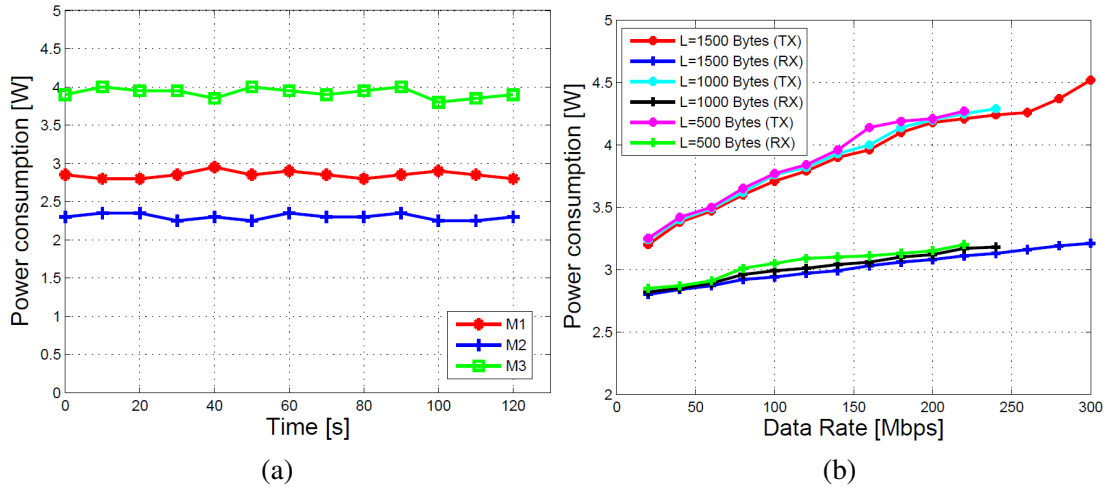 5
4.5
4
3.5
3
2.5
2
1.5
1
0.5
0
Power consumption [W]
0 20 40 60 80 100 120
Time [s]
M1
M2
M3
(a)
5
4.5
4
3.5
3
2.5
2
Power consumption [W]
L=1500 Bytes (TX)
L=1500 Bytes (RX)
L=1000 Bytes (TX)
L=1000 Bytes (RX)
L=500 Bytes (TX)
L=500 Bytes (RX)
0 50 100 150 200 250 300
Data Rate [Mbps]
(b)